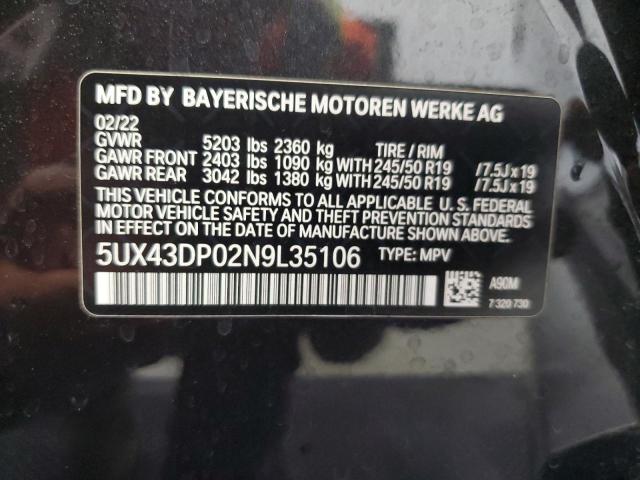 MFD BY BAYERISCHE MOTOREN WERKE AG
02/22
GVWR 5203 lbs 2360 kg TIRE / RIM
GAWR FRONT 2403 lbs 1090 kg WITH 245/50 R19 /7.5J x 19
GAWR REAR 3042 lbs 1380 kg WITH 245/50 R19 /7.5J x 19
THIS VEHICLE CONFORMS TO ALL APPLICABLE U. S. FEDERAL
MOTOR VEHICLE SAFETY AND THEFT PREVENTION STANDARDS
IN EFFECT ON THE DATE OF MANUFACTURE SHOWN ABOVE.
5UX43DP02N9L35106 TYPE: MPV
A90M
7 320 730